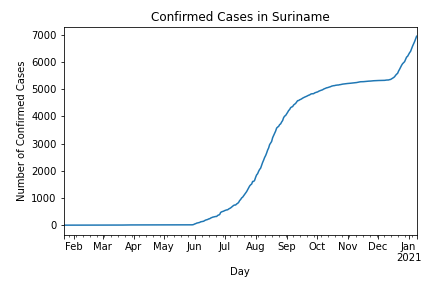 Confirmed Cases in Suriname
Number of Confirmed Cases
7000
6000
5000
4000
3000
2000
1000
0
Feb Mar Apr May Jun Jul Aug Sep Oct Nov Dec Jan
2021
Day